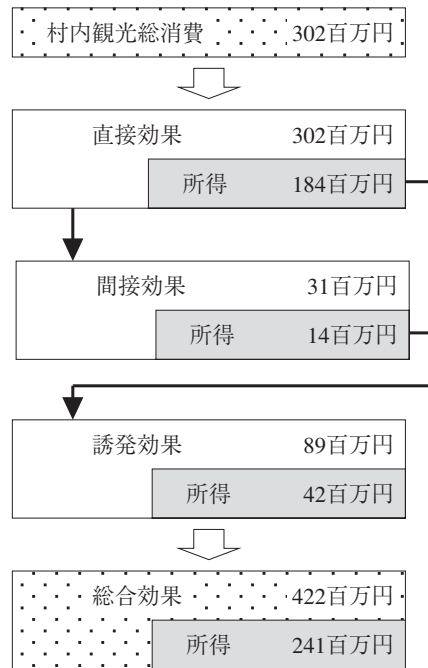 村内観光総消費 302百万円
直接効果 302百万円
所得 184百万円
間接効果 31百万円
所得 14百万円
誘発効果 89百万円
所得 42百万円
総合効果 422百万円
所得 241百万円